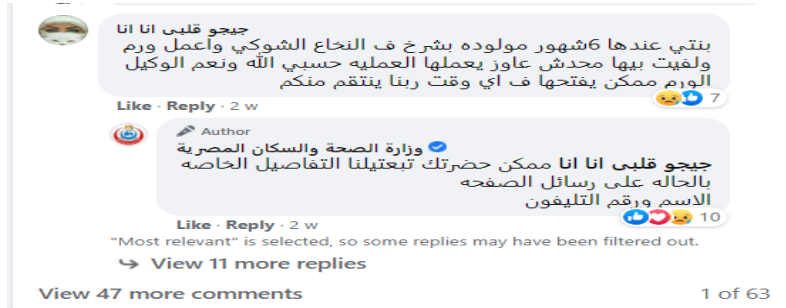 جيجو قلبى انا انا
بنتي عندها 6شهور مولوده بشرخ ف النخاع الشوكي واعمل ورم
ولفيت بيها محدش عاوز يعملها العمليه حسبي الله ونعم الوكيل
الورم ممكن يفتحها ف اي وقت ربنا ينتقم منكم
7
Like · Reply · 2 w
Author
وزارة الصحة والسكان المصرية
جيجو قلبى انا انا ممكن حضرتك تبعتيلنا التفاصيل الخاصه
بالحاله على رسائل الصفحه
الاسم ورقم التليفون
10
Like · Reply · 2 w
"Most relevant" is selected, so some replies may have been filtered out.
View 11 more replies
View 47 more comments
1 of 63